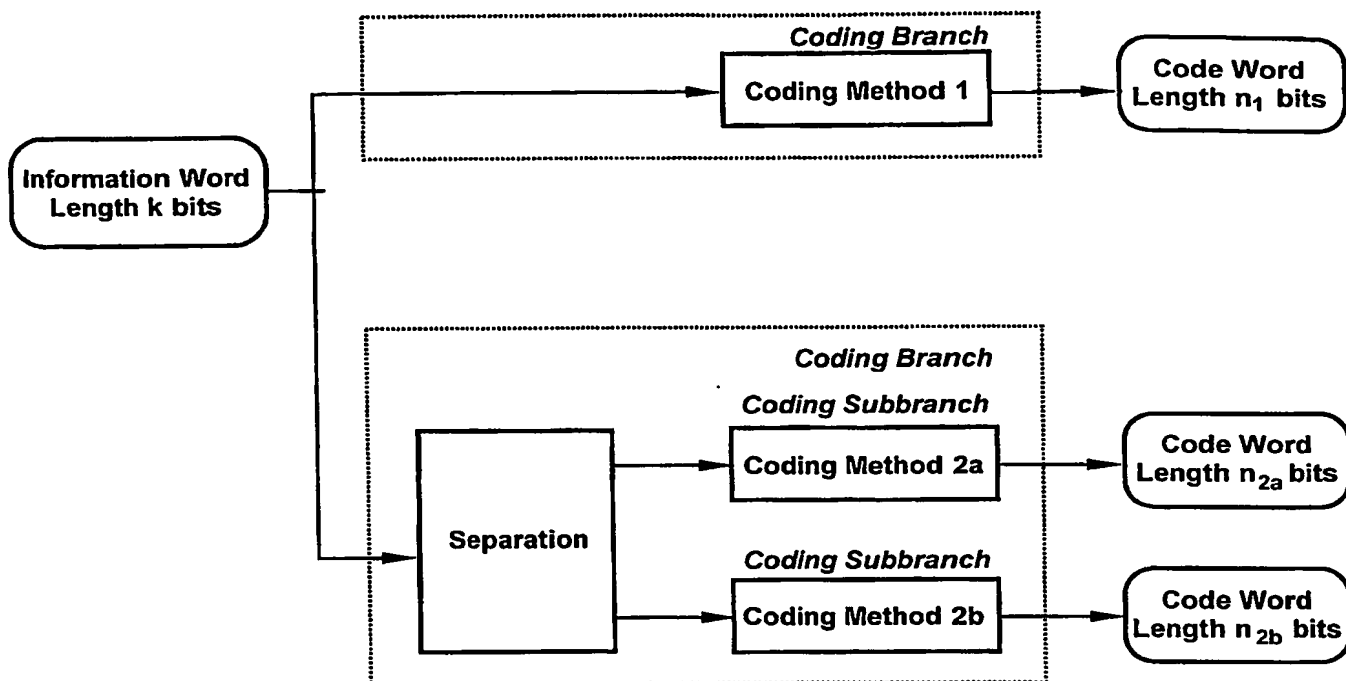 Coding Branch
Coding Method 1
Code Word
Length n₁ bits
Information Word
Length k bits
Coding Branch
Coding Subbranch
Coding Method 2a
Code Word
Length n₂ₐ bits
Separation
Coding Subbranch
Coding Method 2b
Code Word
Length n2b bits